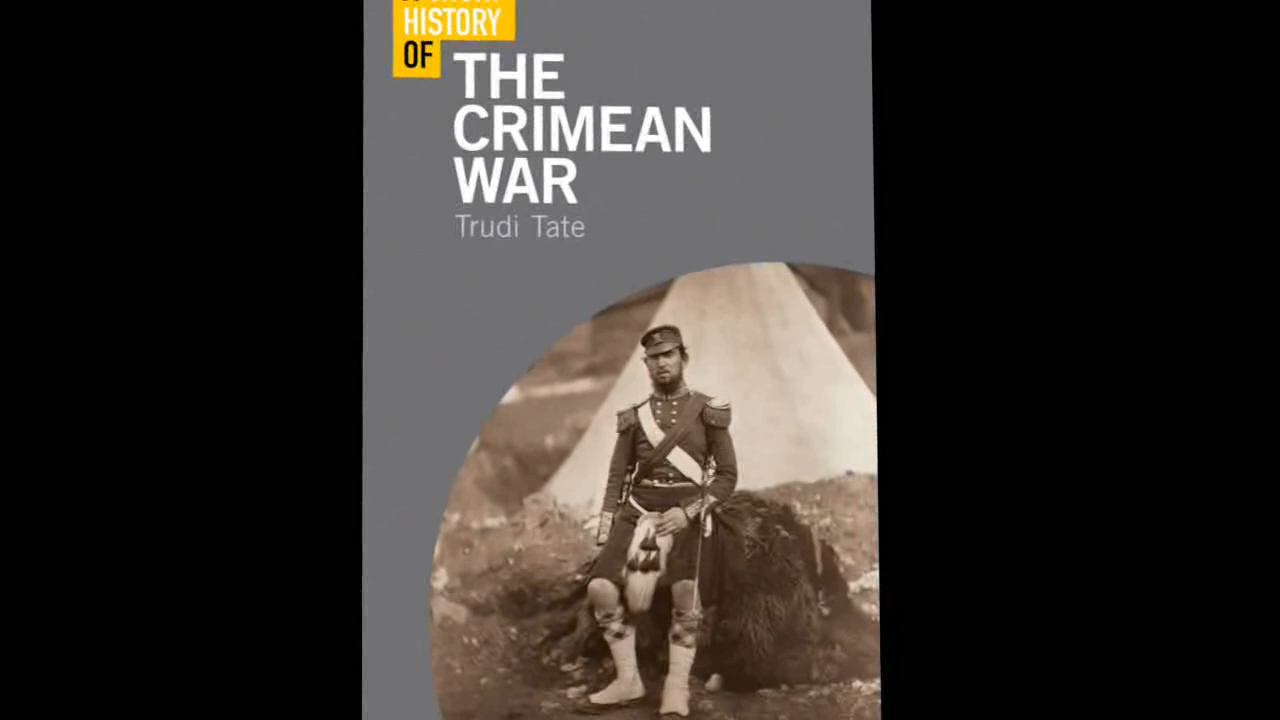 HISTORY
OF
THE
CRIMEAN
WAR
Trudi Tate